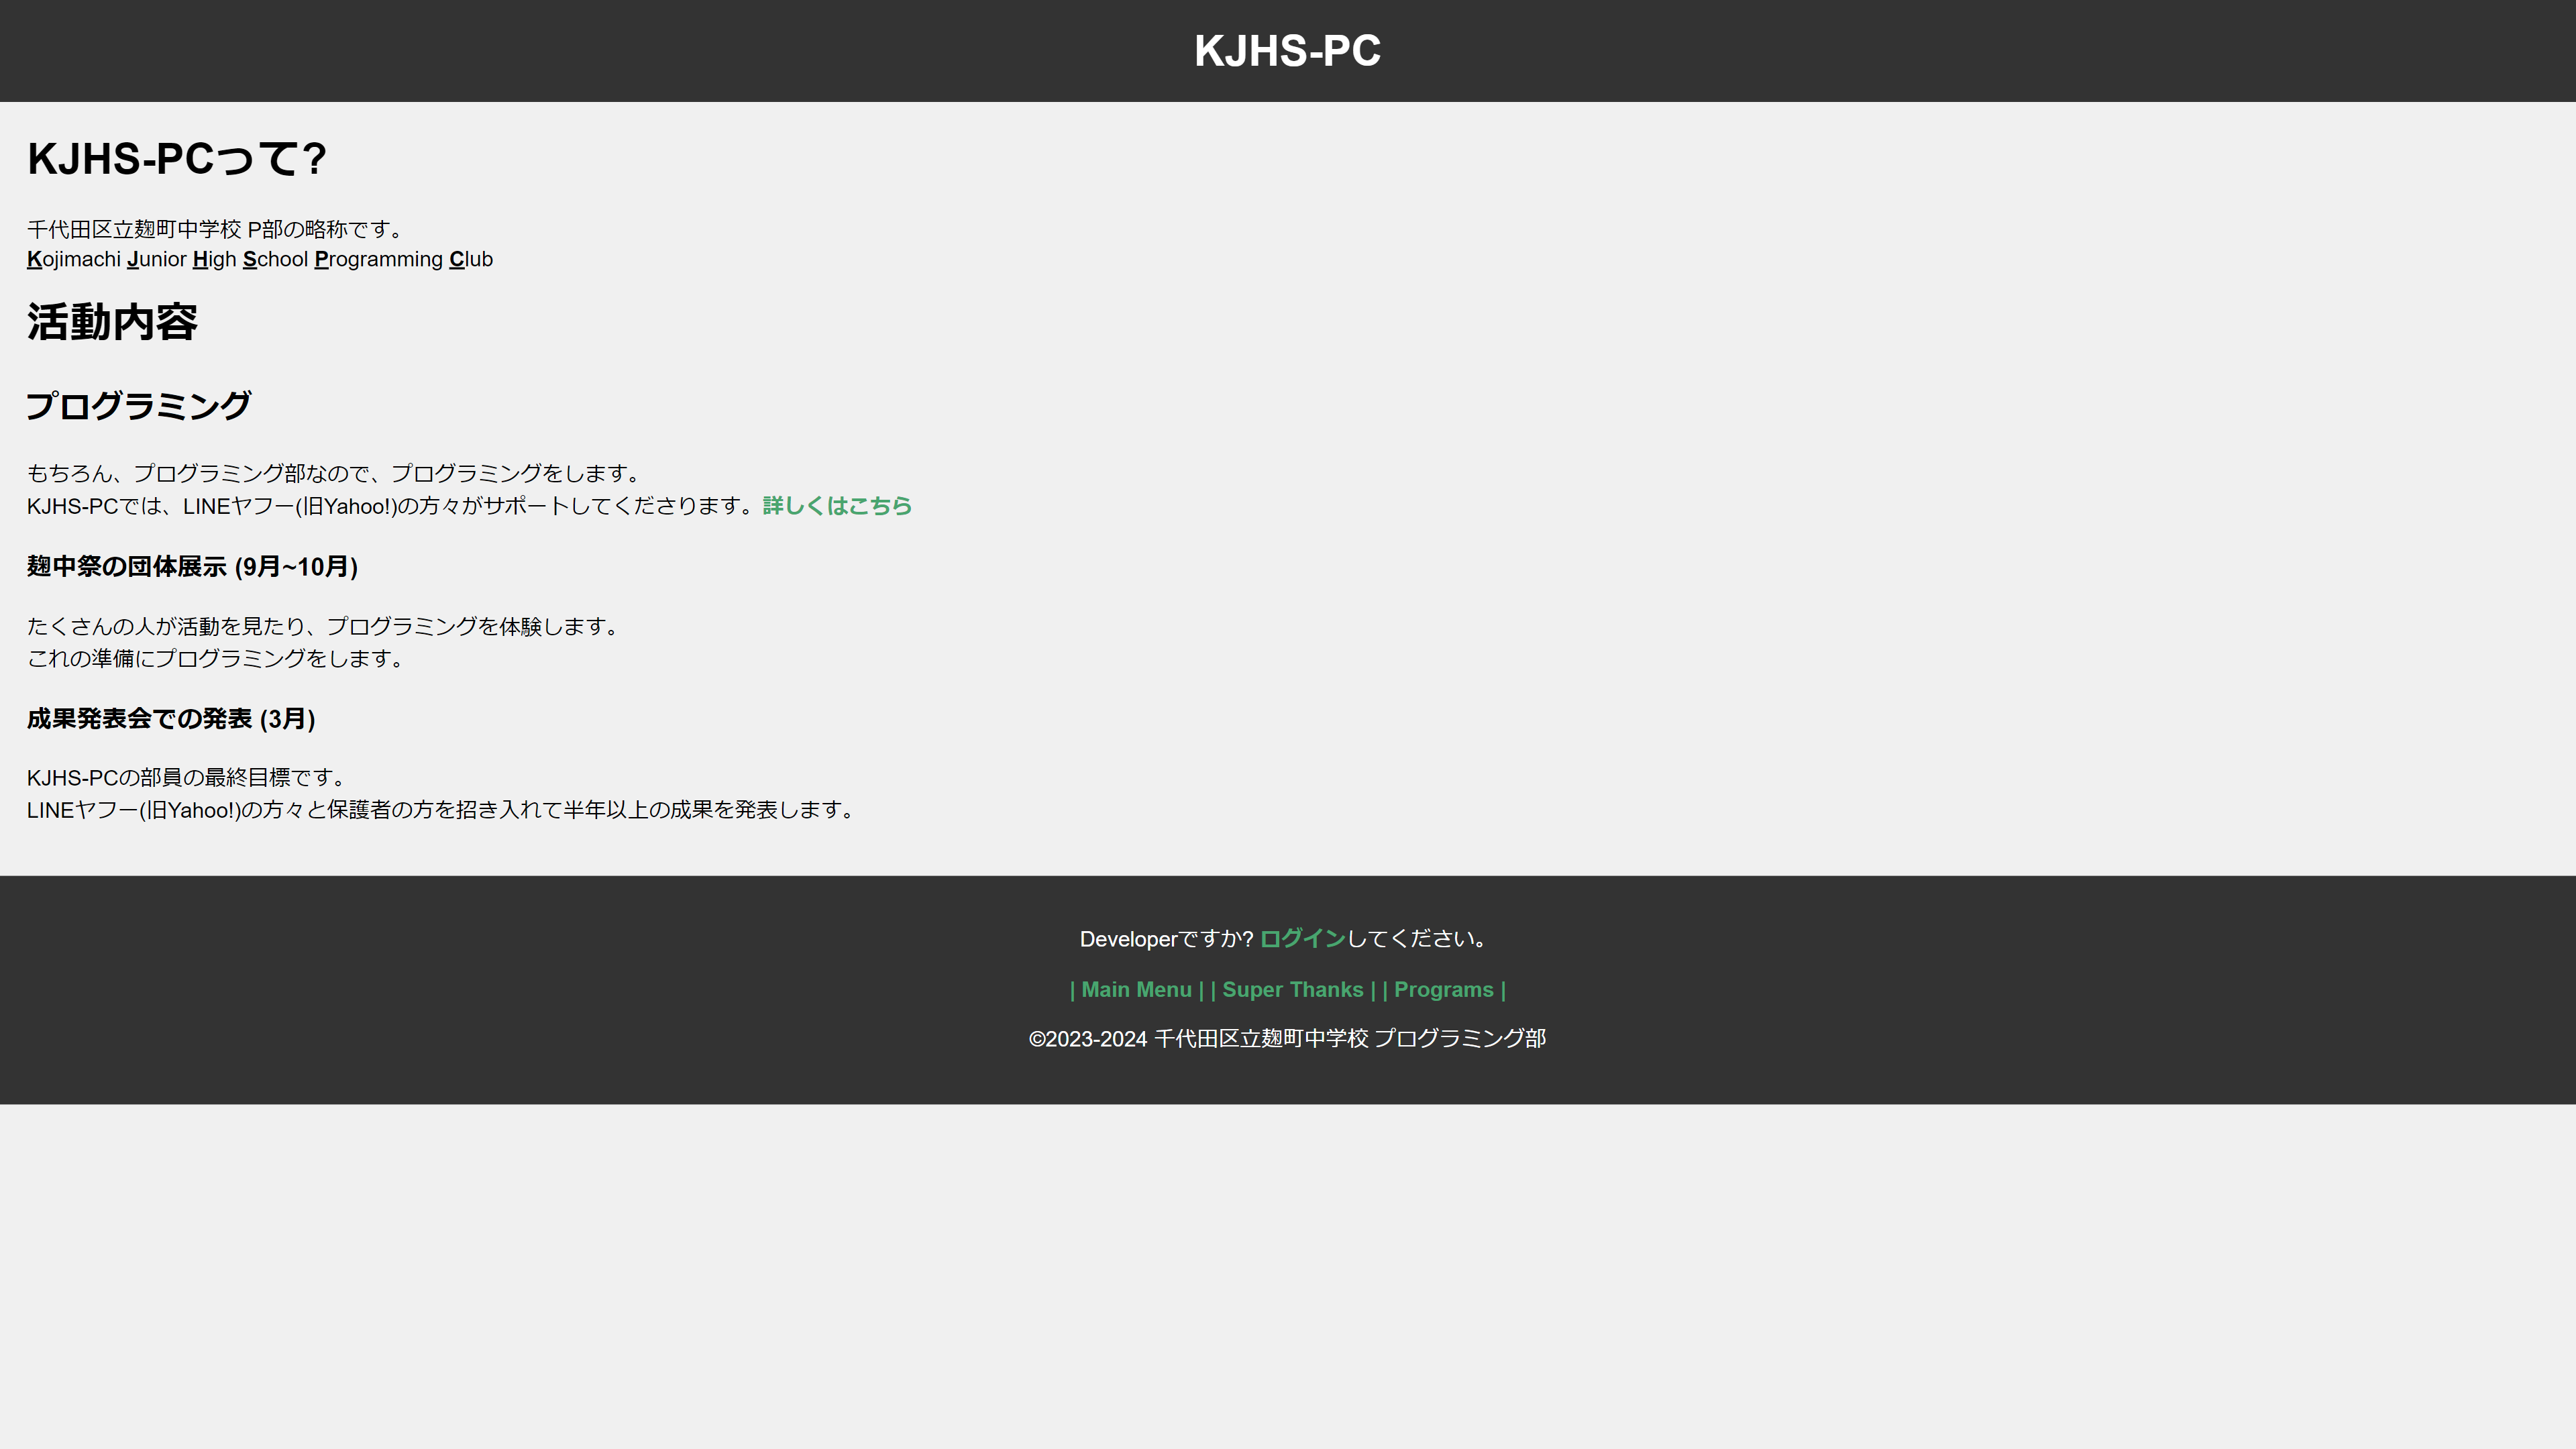 KJHS-PC
KJHS-PCって?
千代田区立麹町中学校 P部の略称です。
Kojimachi Junior High School Programming Club
活動内容
プログラミング
もちろん、プログラミング部なので、プログラミングをします。
KJHS-PCでは、LINEヤフー(旧Yahoo!)の方々がサポートしてくださります。詳しくはこちら
麹中祭の団体展示 (9月~10月)
たくさんの人が活動を見たり、プログラミングを体験します。
これの準備にプログラミングをします。
成果発表会での発表 (3月)
KJHS-PCの部員の最終目標です。
LINEヤフー(旧Yahoo!)の方々と保護者の方を招き入れて半年以上の成果を発表します。
Developerですか? ログインしてください。
| Main Menu | | Super Thanks | | Programs |
©2023-2024 千代田区立麹町中学校 プログラミング部